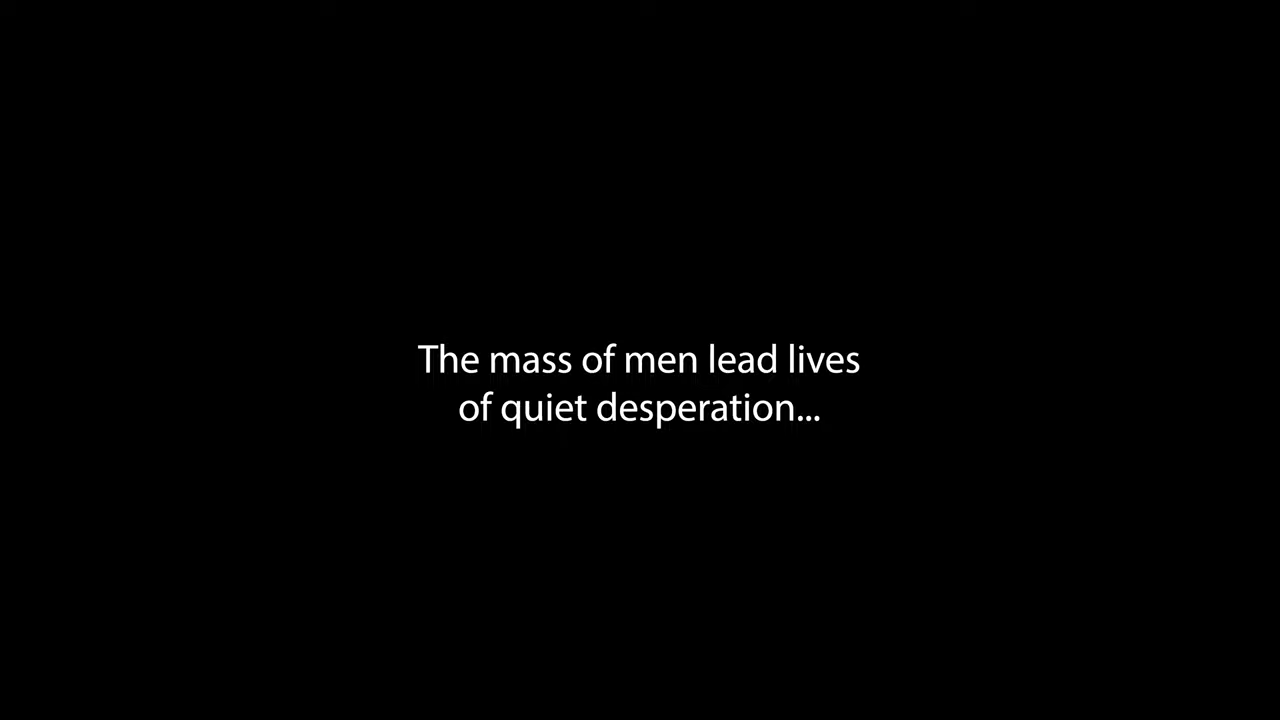 The mass of men lead lives
of quiet desperation...